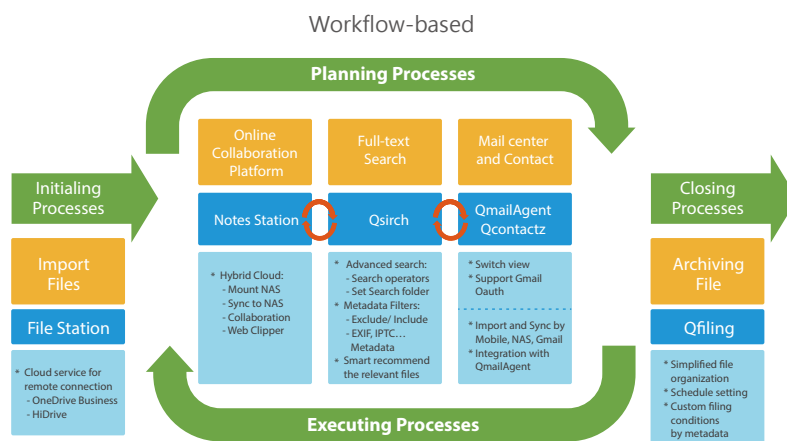 Workflow-based
Planning Processes
Initialing
Processes
Import
Files
File Station
* Cloud service for
remote connection
- OneDrive Business
- HiDrive
Online
Collaboration
Platform
Notes Station
* Hybrid Cloud:
- Mount NAS
- Sync to NAS
- Collaboration
- Web Clipper
Full-text
Search
Qsirch
* Advanced search:
- Search operators
- Set Search folder
* Metadata Filters:
- Exclude/ Include
- EXIF, IPTC…
Metadata
* Smart recommend
the relevant files
Mail center
and Contact
QmailAgent
Qcontactz
* Switch view
* Support Gmail
Oauth
* Import and Sync by
Mobile, NAS, Gmail
* Integration with
QmailAgent
Closing
Processes
Archiving
File
Qfiling
* Simplified file
organization
* Schedule setting
* Custom filing
conditions
by metadata
Executing Processes